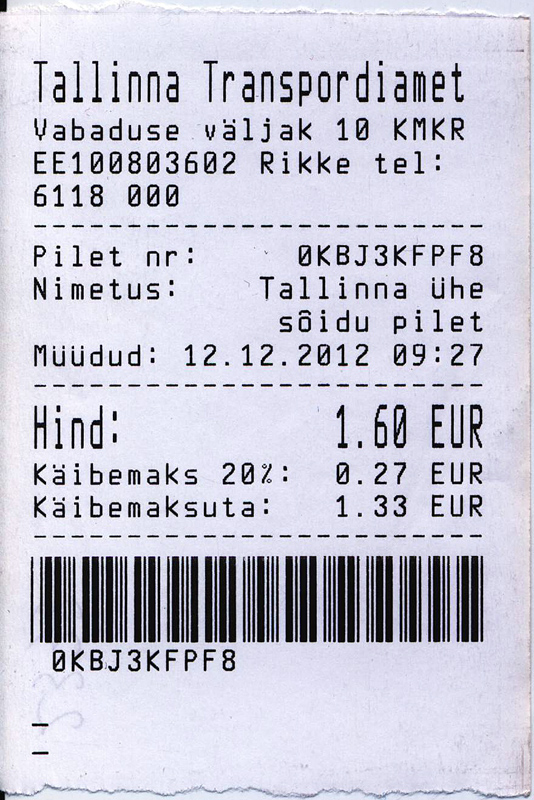 Tallinna Transpordiamet
Vabaduse väljak 10 KMKR
EE100803602 Rikke tel:
6118 000
Pilet nr: 0KBJ3KFPF8
Nimetus: Tallinna ühe
sõidu pilet
Müüdud: 12.12.2012 09:27
Hind: 1.60 EUR
Käibemaks 20%: 0.27 EUR
Käibemaksuta: 1.33 EUR
0KBJ3KFPF8